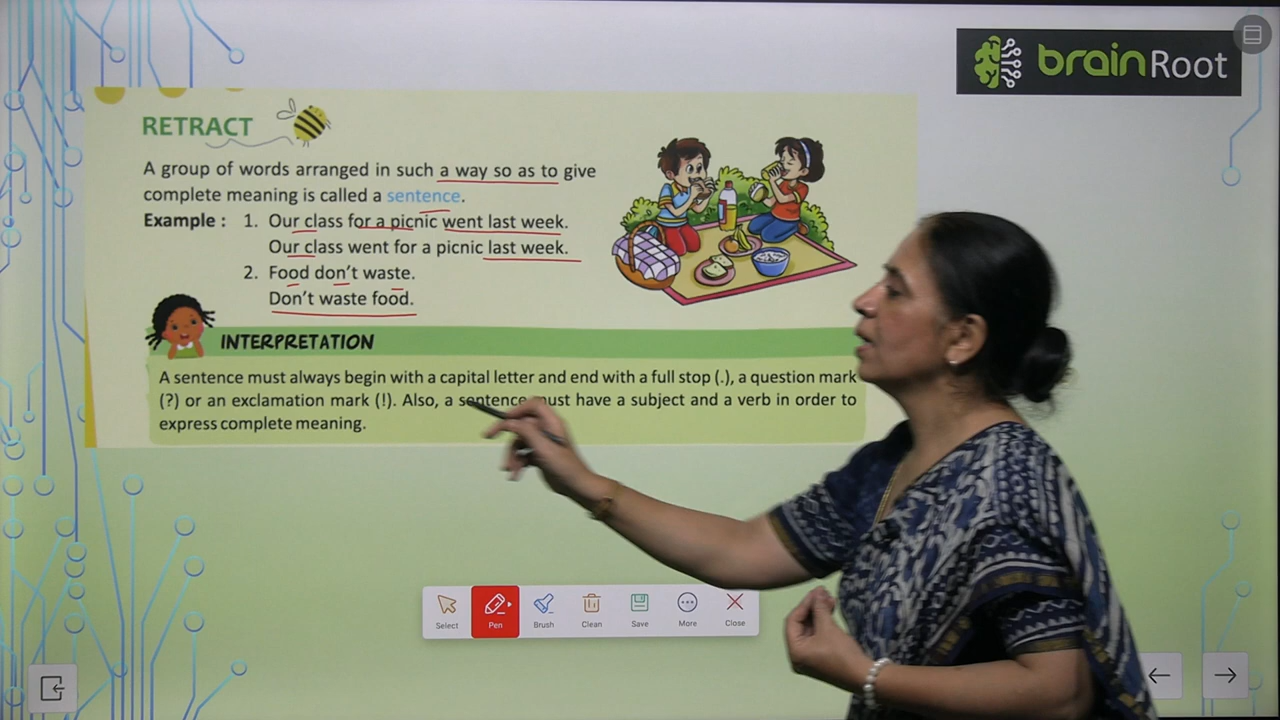 brainRoot
RETRACT
A group of words arranged in such a way so as to give
complete meaning is called a sentence.
Example : 1. Our class for a picnic went last week.
Our class went for a picnic last week.
2. Food don't waste.
Don't waste food.
INTERPRETATION
A sentence must always begin with a capital letter and end with a full stop (.), a question mark
(?) or an exclamation mark (!). Also, a sentence must have a subject and a verb in order to
express complete meaning.
Select Pen Brush Clean Save More Close